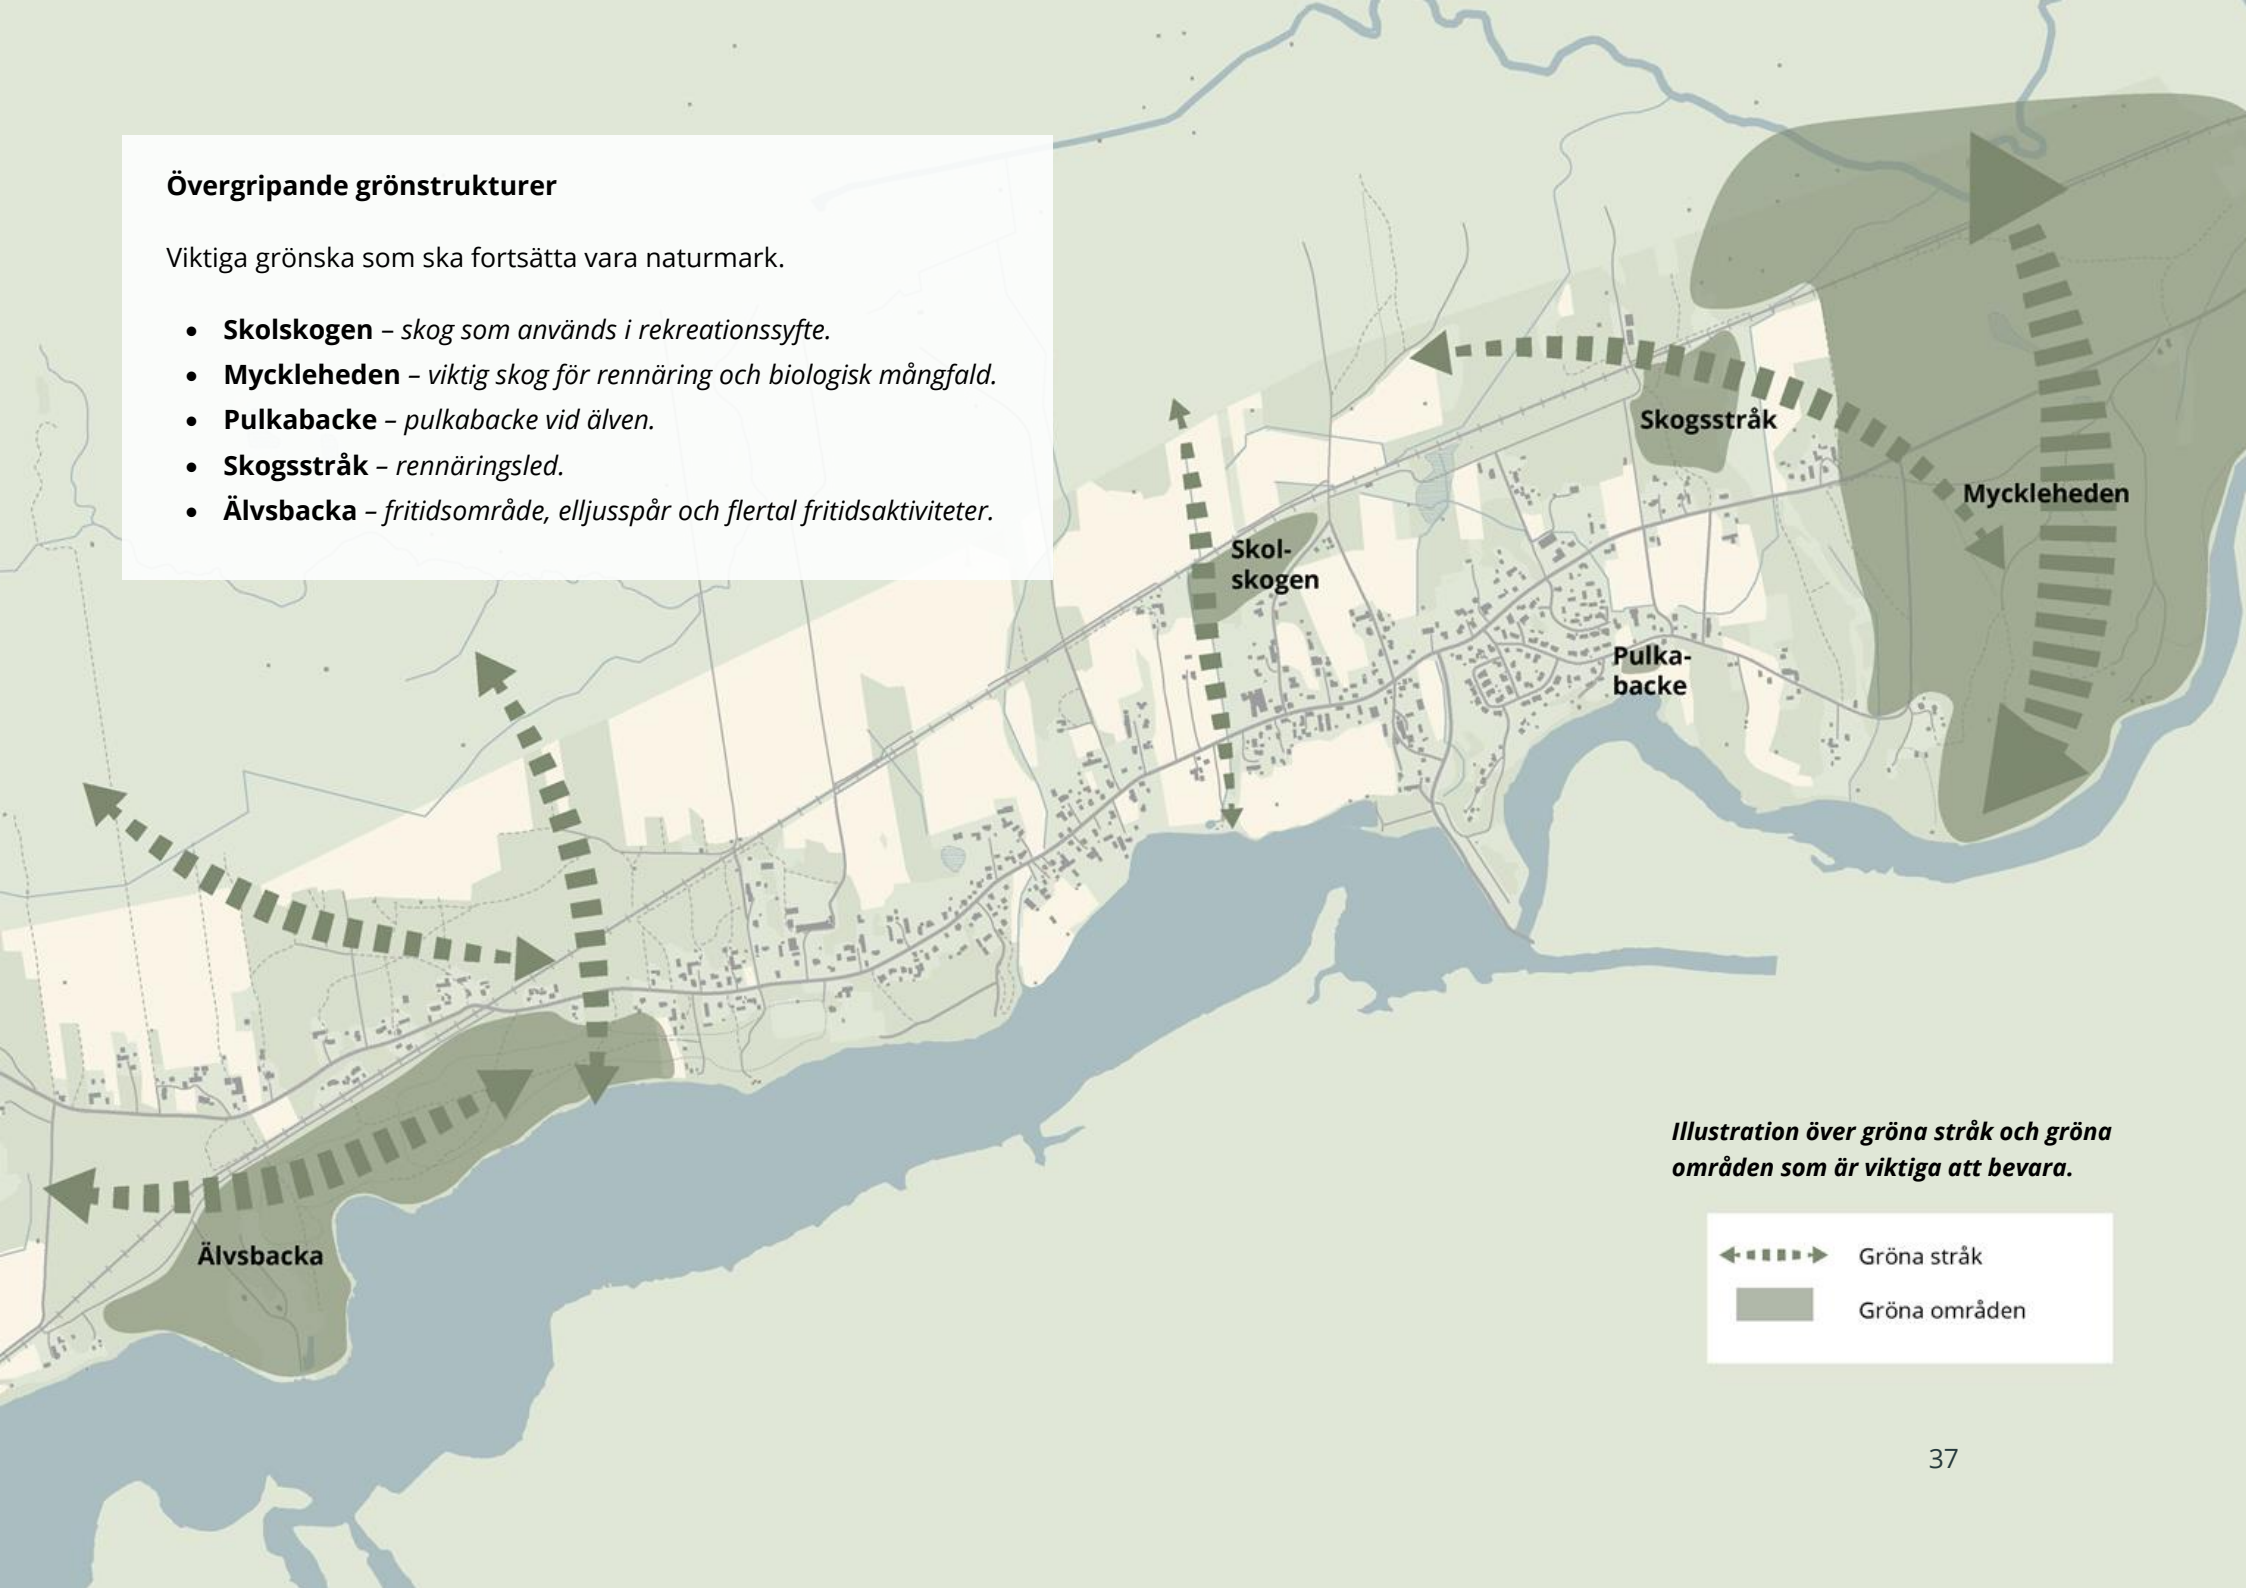 Övergripande grönstrukturer
Viktiga grönska som ska fortsätta vara naturmark.
• Skolskogen – skog som används i rekreationssyfte.
• Myckleheden – viktig skog för rennäring och biologisk mångfald.
• Pulkabacke – pulkabacke vid älven.
• Skogsstråk – rennäringsled.
• Älvsbacka – fritidsområde, elljusspår och flertal fritidsaktiviteter.
Skogsstråk
Myckleheden
Skol-
skogen
Pulka-
backe
Älvsbacka
Illustration över gröna stråk och gröna
områden som är viktiga att bevara.
Gröna stråk
Gröna områden
37